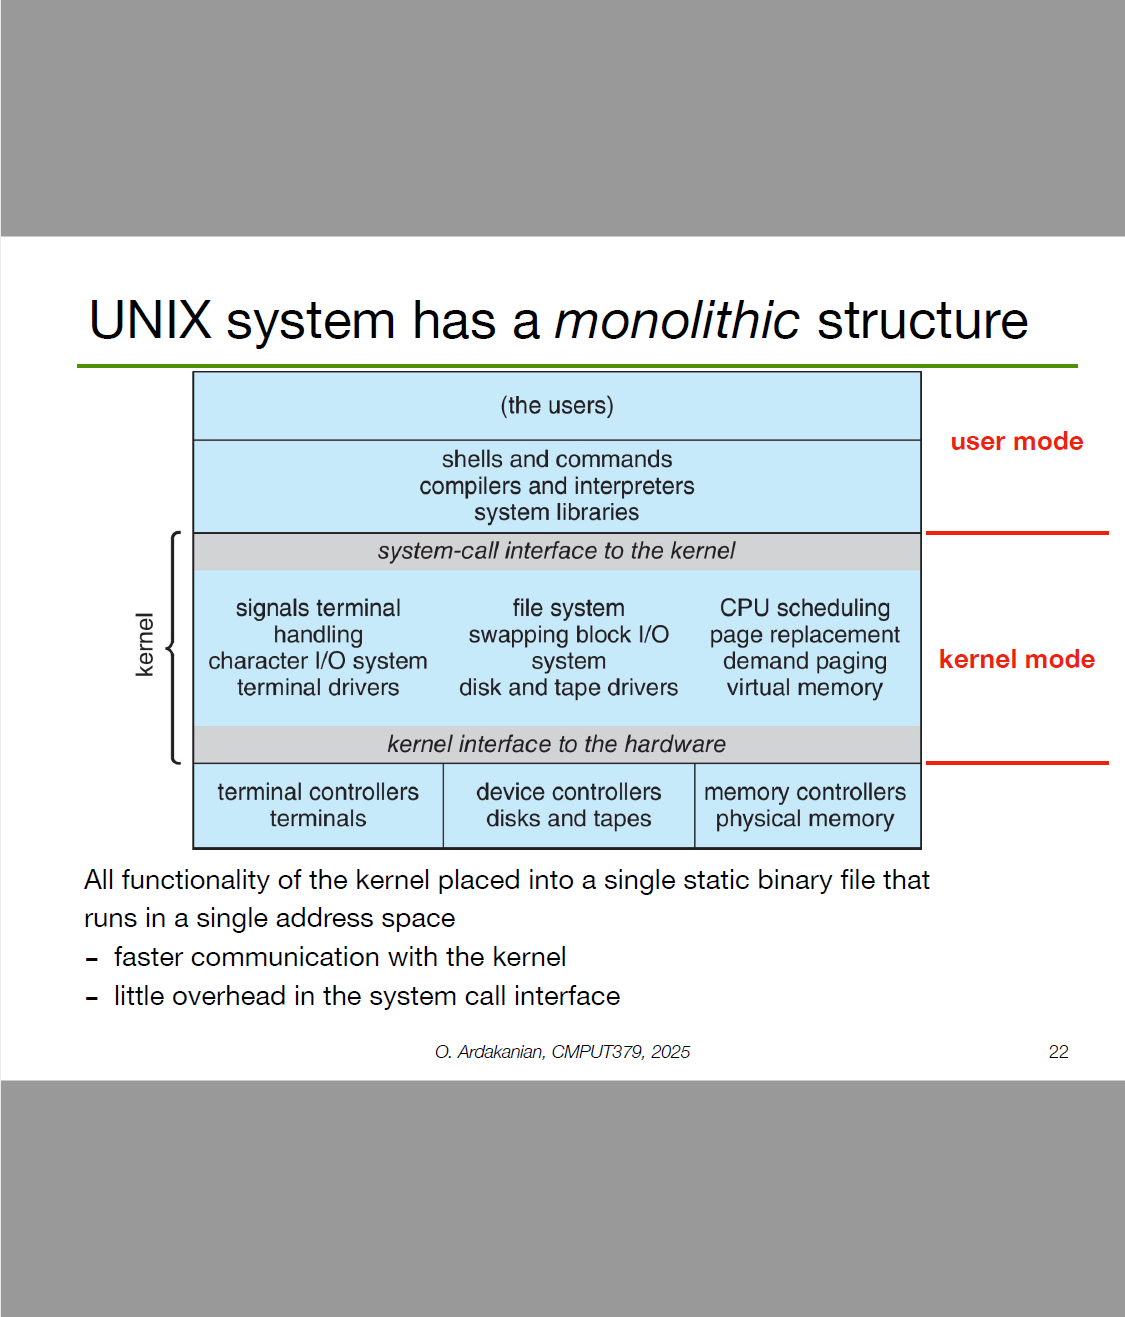 UNIX system has a monolithic structure
(the users)
user mode
shells and commands
compilers and interpreters
system libraries
kernel
system-call interface to the kernel
signals terminal
handling
character I/O system
terminal drivers
file system
swapping block I/O
system
disk and tape drivers
CPU scheduling
page replacement
demand paging
virtual memory
kernel mode
kernel interface to the hardware
terminal controllers
terminals
device controllers
disks and tapes
memory controllers
physical memory
All functionality of the kernel placed into a single static binary file that
runs in a single address space
– faster communication with the kernel
– little overhead in the system call interface
O. Ardakanian, CMPUT379, 2025
22